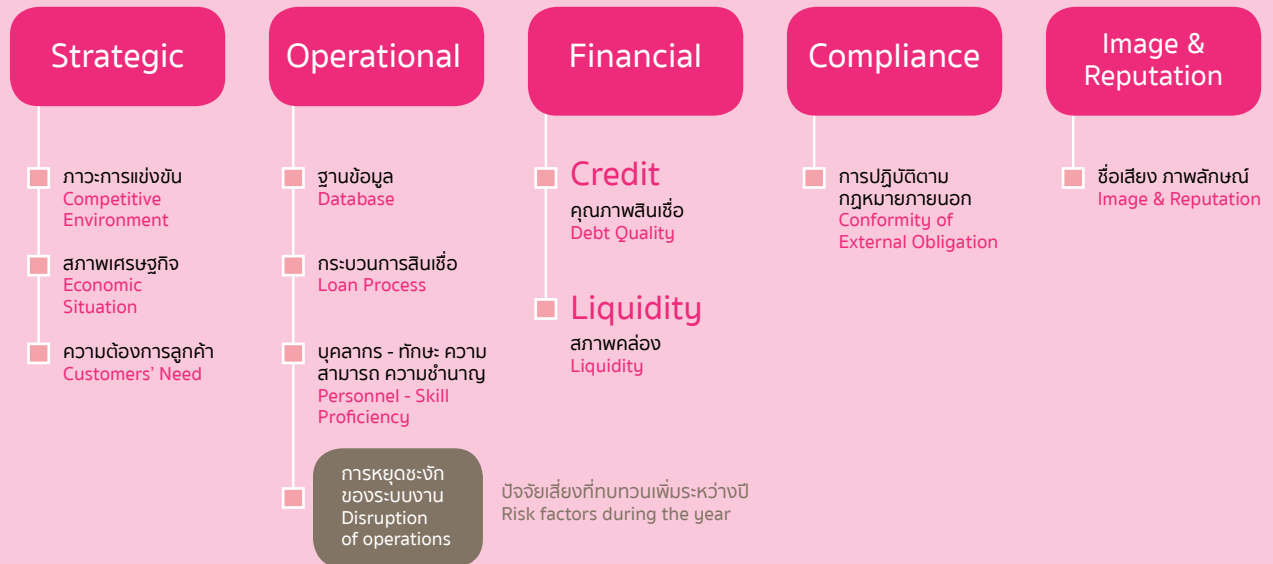 Strategic
ภาวะการแข่งขัน
Competitive
Environment
สภาพเศรษฐกิจ
Economic
Situation
ความต้องการลูกค้า
Customers’ Need
Operational
ฐานข้อมูล
Database
กระบวนการสินเชื่อ
Loan Process
บุคลากร - ทักษะ ความ
สามารถ ความชำนาญ
Personnel - Skill
Proficiency
การหยุดชะงัก
ของระบบงาน
Disruption
of operations
ปัจจัยเสี่ยงที่ทบทวนเพิ่มระหว่างปี
Risk factors during the year
Financial
Credit
คุณภาพสินเชื่อ
Debt Quality
Liquidity
สภาพคล่อง
Liquidity
Compliance
การปฏิบัติตาม
กฎหมายภายนอก
Conformity of
External Obligation
Image &
Reputation
ชื่อเสียง ภาพลักษณ์
Image & Reputation